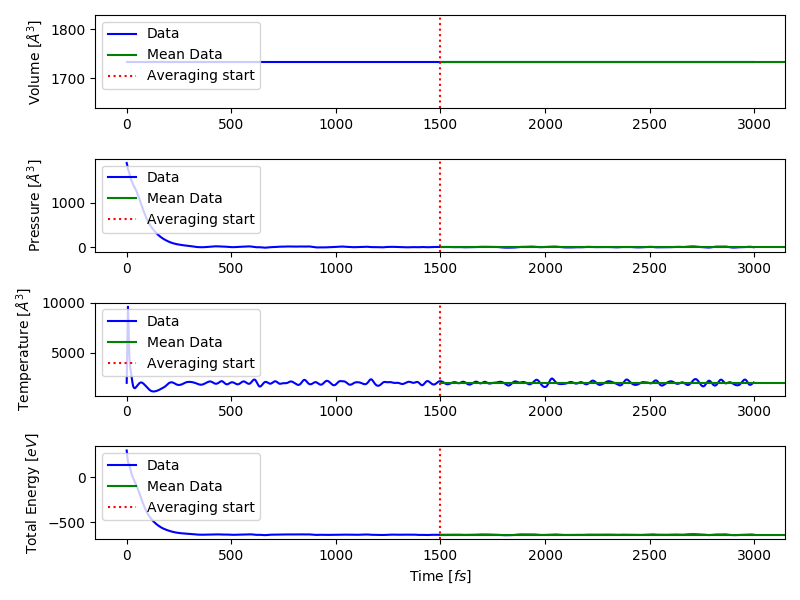 Volume [Å³]
1800
1700
Data
Mean Data
Averaging start
0 500 1000 1500 2000 2500 3000
Pressure [Å³]
1000
0
Data
Mean Data
Averaging start
0 500 1000 1500 2000 2500 3000
Temperature [Å³]
10000
5000
Data
Mean Data
Averaging start
0 500 1000 1500 2000 2500 3000
Total Energy [eV]
0
−500
Data
Mean Data
Averaging start
0 500 1000 1500 2000 2500 3000
Time [fs]